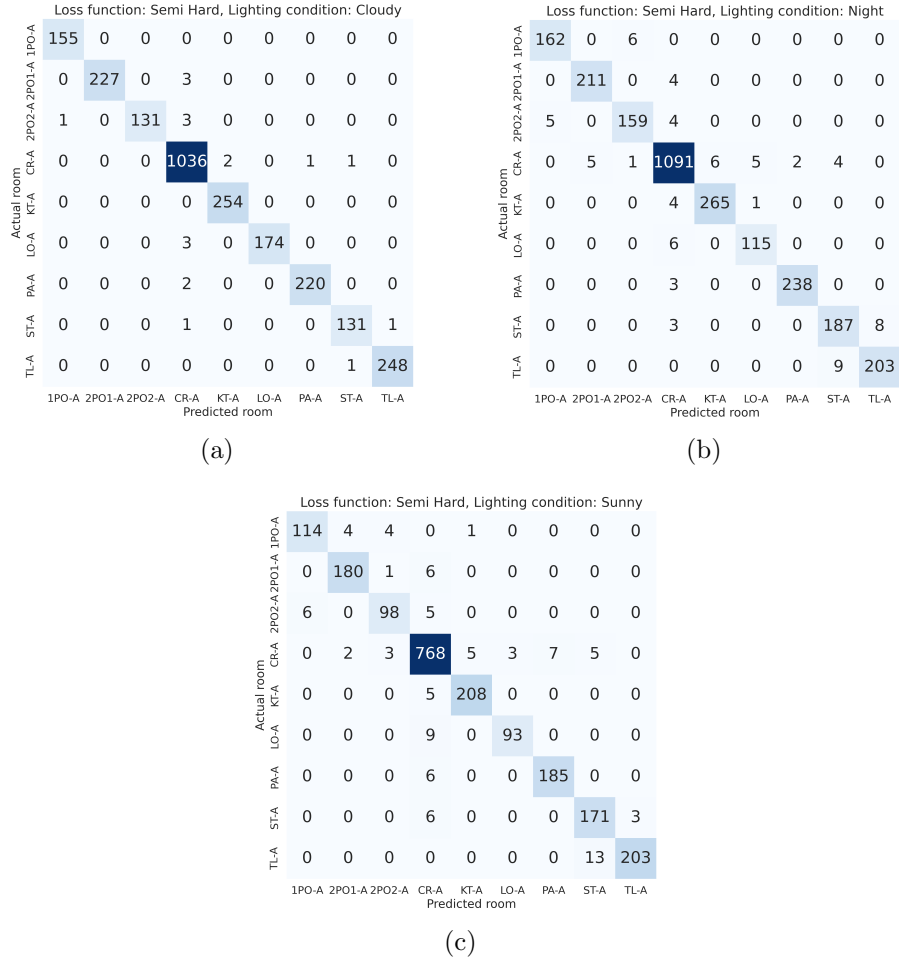 Loss function: Semi Hard, Lighting condition: Cloudy
Actual room
1PO-A 155 0 0 0 0 0 0 0 0
2PO1-A 0 227 0 3 0 0 0 0 0
2PO2-A 1 0 131 3 0 0 0 0 0
CR-A 0 0 0 1036 2 0 1 1 0
KT-A 0 0 0 0 254 0 0 0 0
LO-A 0 0 0 3 0 174 0 0 0
PA-A 0 0 0 2 0 0 220 0 0
ST-A 0 0 0 1 0 0 0 131 1
TL-A 0 0 0 0 0 0 0 1 248
1PO-A 2PO1-A 2PO2-A CR-A KT-A LO-A PA-A ST-A TL-A
Predicted room
(a)
Loss function: Semi Hard, Lighting condition: Night
Actual room
1PO-A 162 0 6 0 0 0 0 0 0
2PO1-A 0 211 0 4 0 0 0 0 0
2PO2-A 5 0 159 4 0 0 0 0 0
CR-A 0 5 1 1091 6 5 2 4 0
KT-A 0 0 0 4 265 1 0 0 0
LO-A 0 0 0 6 0 115 0 0 0
PA-A 0 0 0 3 0 0 238 0 0
ST-A 0 0 0 3 0 0 0 187 8
TL-A 0 0 0 0 0 0 0 9 203
1PO-A 2PO1-A 2PO2-A CR-A KT-A LO-A PA-A ST-A TL-A
Predicted room
(b)
Loss function: Semi Hard, Lighting condition: Sunny
Actual room
1PO-A 114 4 4 0 1 0 0 0 0
2PO1-A 0 180 1 6 0 0 0 0 0
2PO2-A 6 0 98 5 0 0 0 0 0
CR-A 0 2 3 768 5 3 7 5 0
KT-A 0 0 0 5 208 0 0 0 0
LO-A 0 0 0 9 0 93 0 0 0
PA-A 0 0 0 6 0 0 185 0 0
ST-A 0 0 0 6 0 0 0 171 3
TL-A 0 0 0 0 0 0 0 13 203
1PO-A 2PO1-A 2PO2-A CR-A KT-A LO-A PA-A ST-A TL-A
Predicted room
(c)